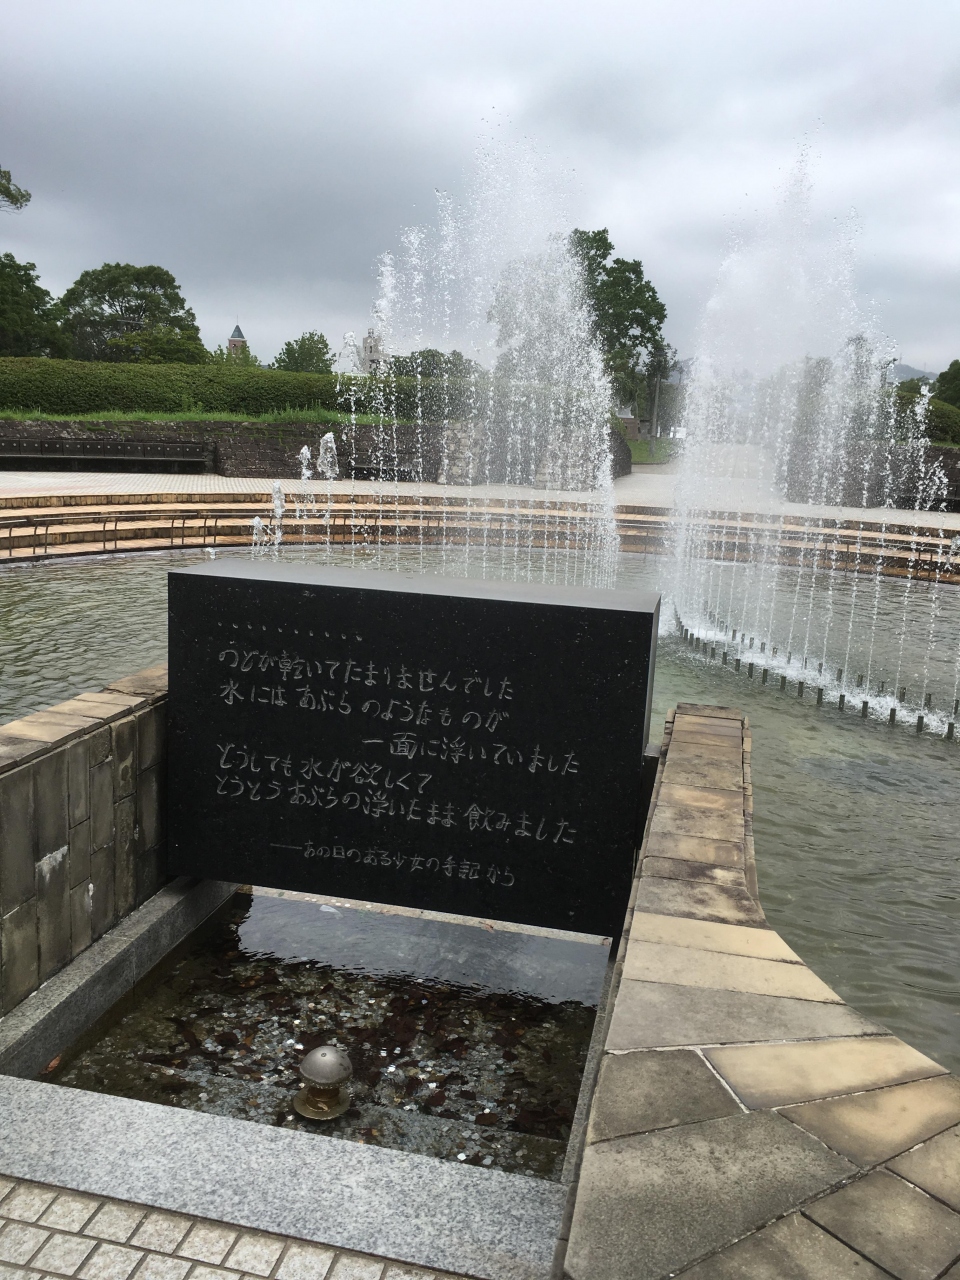 ・・・・・・・・・・
のどが乾いてたまりませんでした
水にはあぶらのようなものが
一面に浮いていました
どうしても水が欲しくて
とうとうあぶらの浮いたまま飲みました
――あの日のある少女の手記から